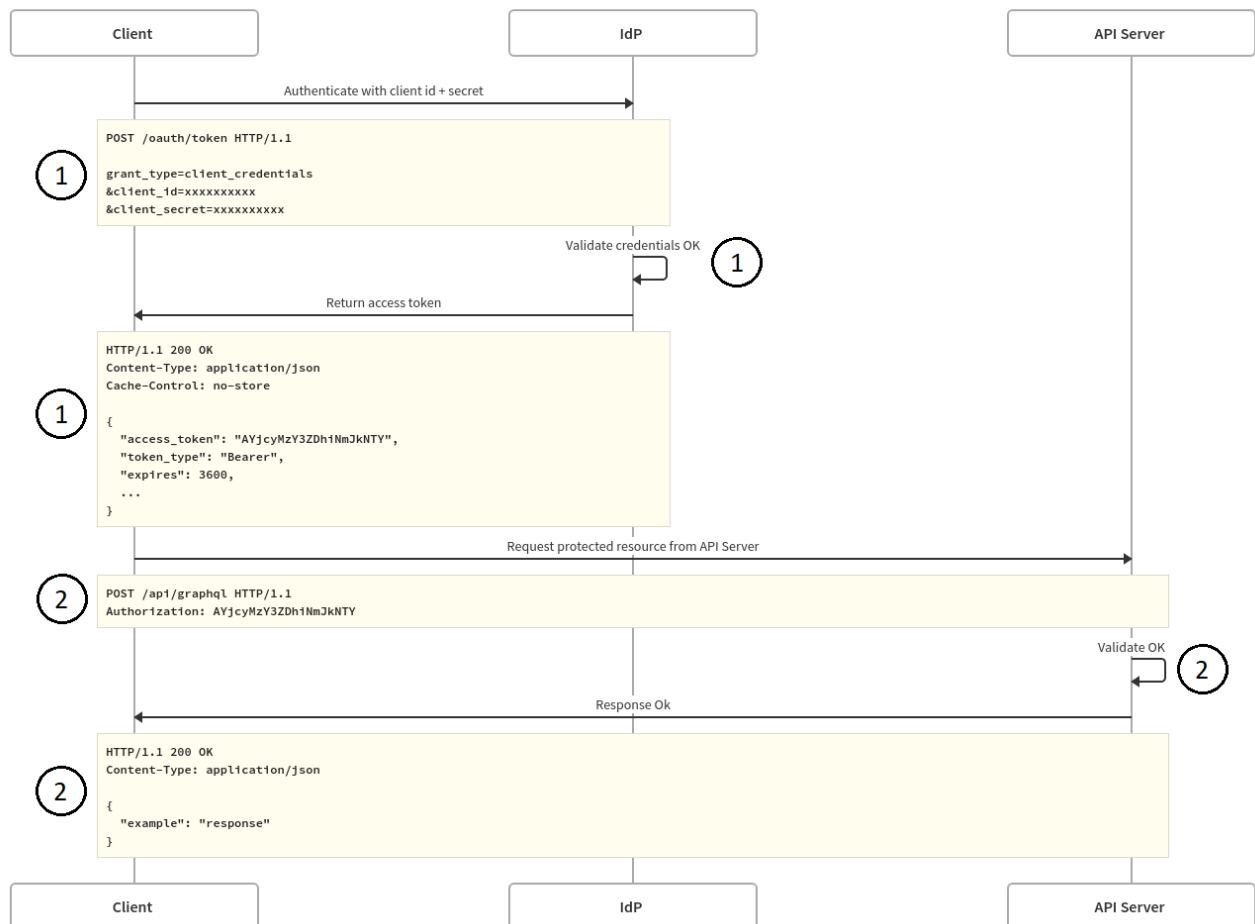 Client
IdP
API Server
Authenticate with client id + secret
POST /oauth/token HTTP/1.1
1
grant_type=client_credentials
&client_id=xxxxxxxxxx
&client_secret=xxxxxxxxxx
Validate credentials OK
1
Return access token
HTTP/1.1 200 OK
Content-Type: application/json
Cache-Control: no-store
1
{
"access_token": "AYjcyMzY3ZDhiNmJkNTY",
"token_type": "Bearer",
"expires": 3600,
...
}
Request protected resource from API Server
2
POST /api/graphql HTTP/1.1
Authorization: AYjcyMzY3ZDhiNmJkNTY
Validate OK
2
Response Ok
HTTP/1.1 200 OK
Content-Type: application/json
2
{
"example": "response"
}
Client
IdP
API Server